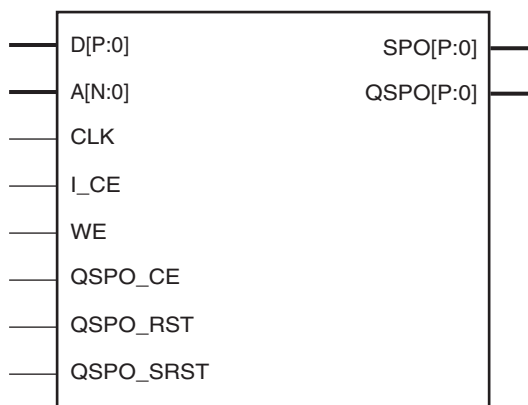 D[P:0]
SPO[P:0]
A[N:0]
QSPO[P:0]
CLK
I_CE
WE
QSPO_CE
QSPO_RST
QSPO_SRST